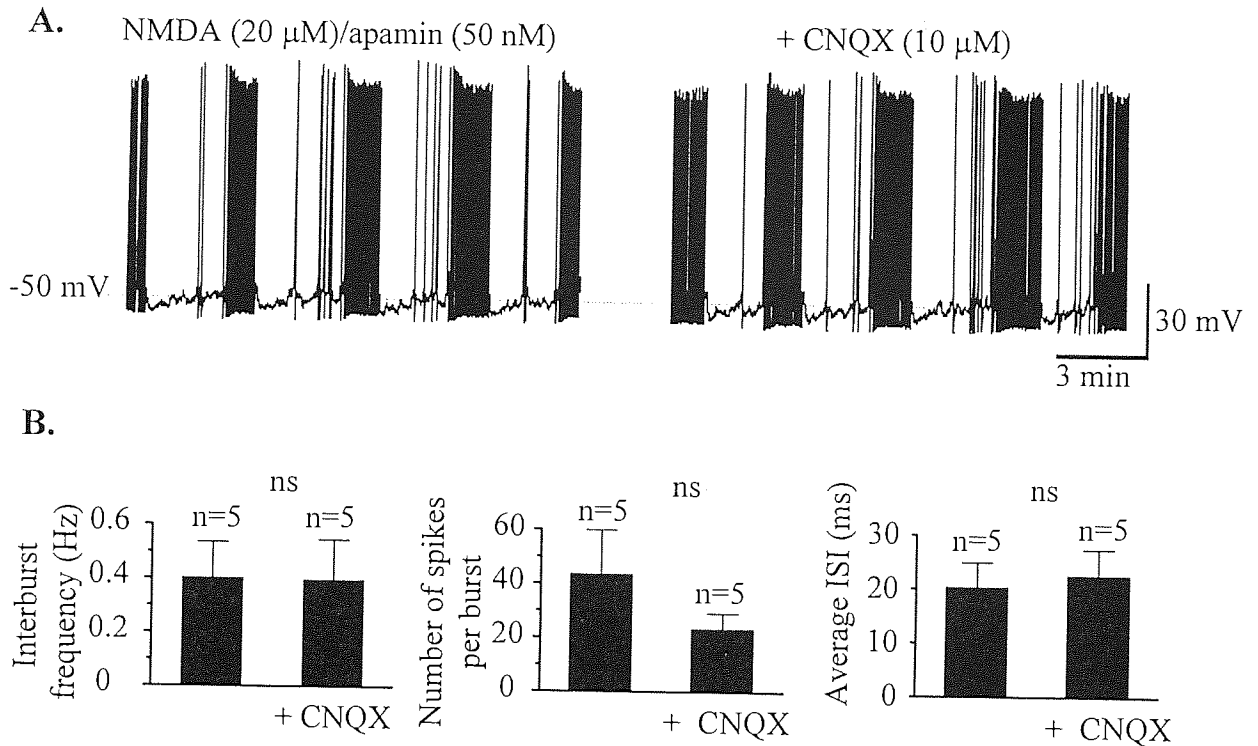 A.
NMDA (20 μM)/apamin (50 nM)
+ CNQX (10 μM)
-50 mV
30 mV
3 min
B.
Interburst
frequency (Hz)
0.6
0.4
0.2
0
ns
n=5
n=5
+ CNQX
Number of spikes
per burst
60
40
20
0
ns
n=5
n=5
+ CNQX
Average ISI (ms)
30
20
10
0
ns
n=5
n=5
+ CNQX